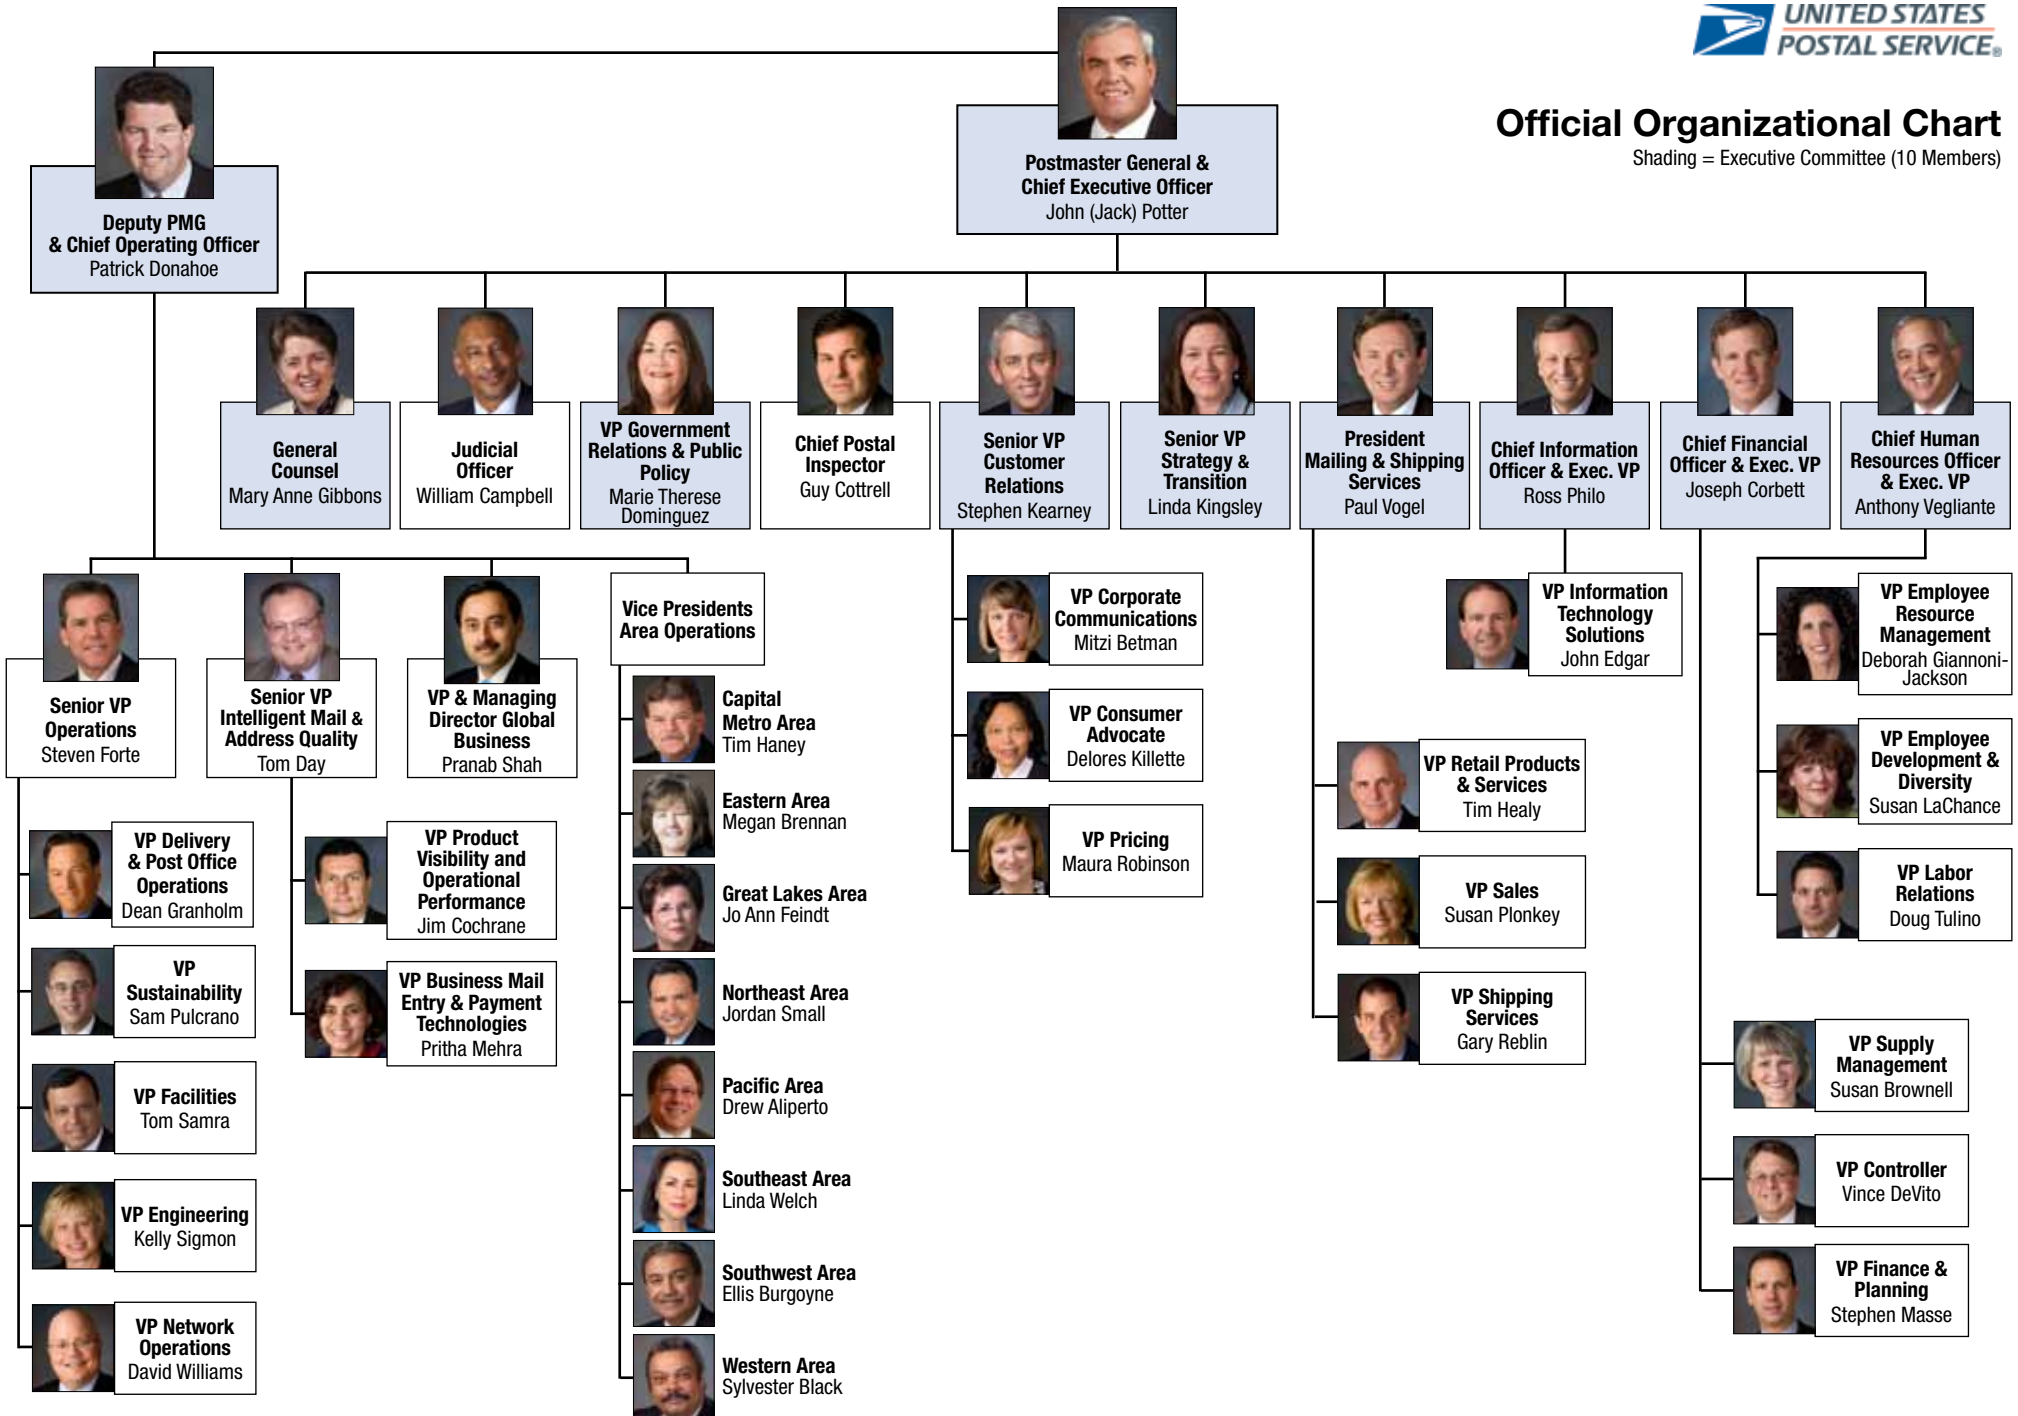 UNITED STATES
POSTAL SERVICE®
Official Organizational Chart
Shading = Executive Committee (10 Members)
Postmaster General &
Chief Executive Officer
John (Jack) Potter
Deputy PMG
& Chief Operating Officer
Patrick Donahoe
General
Counsel
Mary Anne Gibbons
Judicial
Officer
William Campbell
VP Government
Relations & Public
Policy
Marie Therese
Dominguez
Chief Postal
Inspector
Guy Cottrell
Senior VP
Customer
Relations
Stephen Kearney
Senior VP
Strategy &
Transition
Linda Kingsley
President
Mailing & Shipping
Services
Paul Vogel
Chief Information
Officer & Exec. VP
Ross Philo
Chief Financial
Officer & Exec. VP
Joseph Corbett
Chief Human
Resources Officer
& Exec. VP
Anthony Vegliante
Senior VP
Operations
Steven Forte
Senior VP
Intelligent Mail &
Address Quality
Tom Day
VP & Managing
Director Global
Business
Pranab Shah
Vice Presidents
Area Operations
VP Delivery
& Post Office
Operations
Dean Granholm
VP
Sustainability
Sam Pulcrano
VP Facilities
Tom Samra
VP Engineering
Kelly Sigmon
VP Network
Operations
David Williams
VP Product
Visibility and
Operational
Performance
Jim Cochrane
VP Business Mail
Entry & Payment
Technologies
Pritha Mehra
Capital
Metro Area
Tim Haney
Eastern Area
Megan Brennan
Great Lakes Area
Jo Ann Feindt
Northeast Area
Jordan Small
Pacific Area
Drew Aliperto
Southeast Area
Linda Welch
Southwest Area
Ellis Burgoyne
Western Area
Sylvester Black
VP Corporate
Communications
Mitzi Betman
VP Consumer
Advocate
Delores Killette
VP Pricing
Maura Robinson
VP Retail Products
& Services
Tim Healy
VP Sales
Susan Plonkey
VP Shipping
Services
Gary Reblin
VP Information
Technology
Solutions
John Edgar
VP Employee
Resource
Management
Deborah Giannoni-
Jackson
VP Employee
Development &
Diversity
Susan LaChance
VP Labor
Relations
Doug Tulino
VP Supply
Management
Susan Brownell
VP Controller
Vince DeVito
VP Finance &
Planning
Stephen Masse